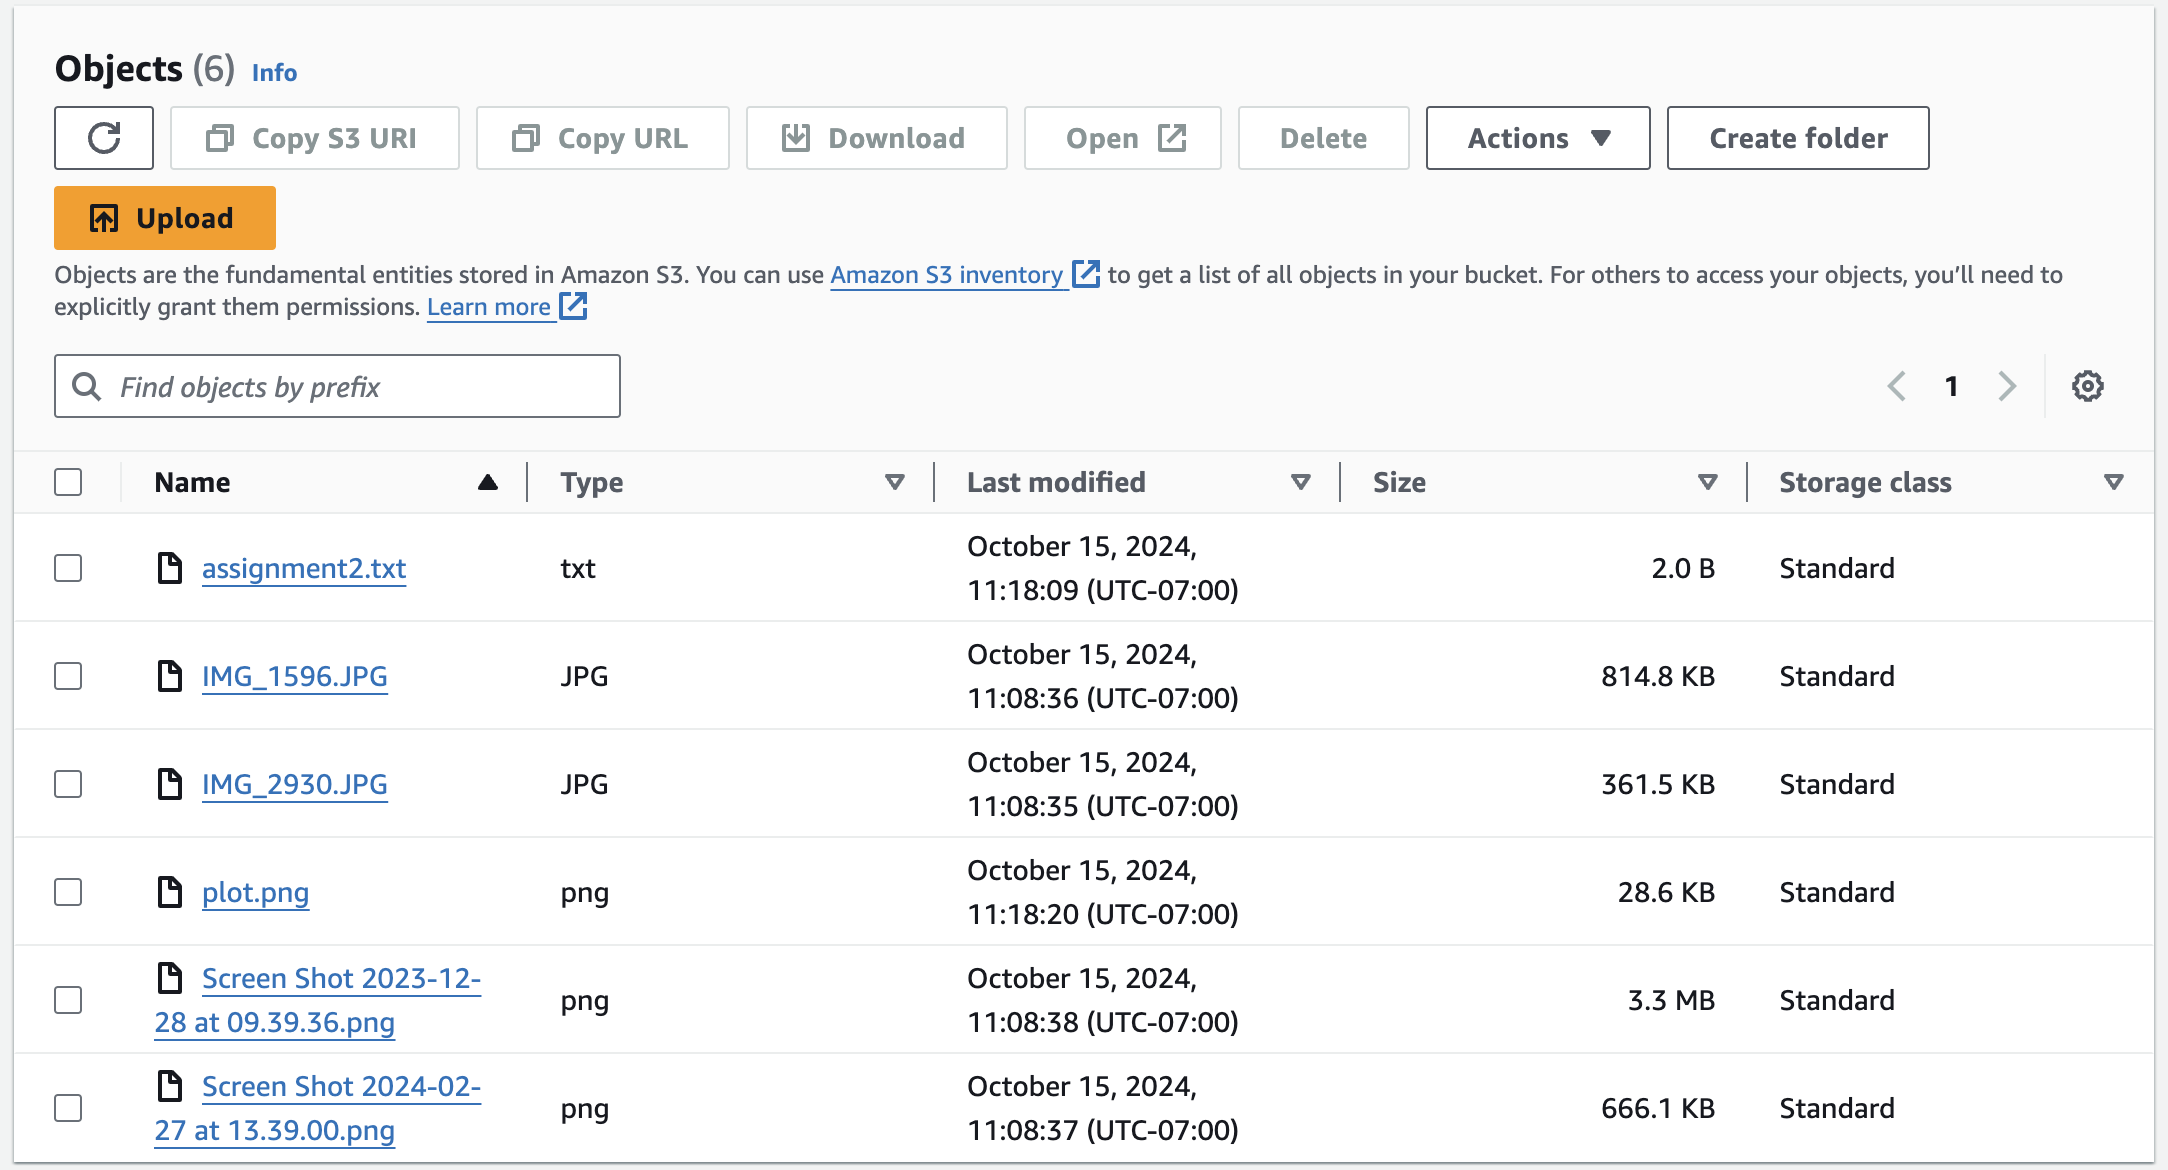 Objects (6) Info
Copy S3 URI Copy URL Download Open Delete Actions Create folder
Upload
Objects are the fundamental entities stored in Amazon S3. You can use Amazon S3 inventory to get a list of all objects in your bucket. For others to access your objects, you’ll need to
explicitly grant them permissions. Learn more
Find objects by prefix 1
Name Type Last modified Size Storage class
assignment2.txt txt October 15, 2024, 2.0 B Standard
11:18:09 (UTC-07:00)
IMG_1596.JPG JPG October 15, 2024, 814.8 KB Standard
11:08:36 (UTC-07:00)
IMG_2930.JPG JPG October 15, 2024, 361.5 KB Standard
11:08:35 (UTC-07:00)
plot.png png October 15, 2024, 28.6 KB Standard
11:18:20 (UTC-07:00)
Screen Shot 2023-12- png October 15, 2024, 3.3 MB Standard
28 at 09.39.36.png 11:08:38 (UTC-07:00)
Screen Shot 2024-02- png October 15, 2024, 666.1 KB Standard
27 at 13.39.00.png 11:08:37 (UTC-07:00)